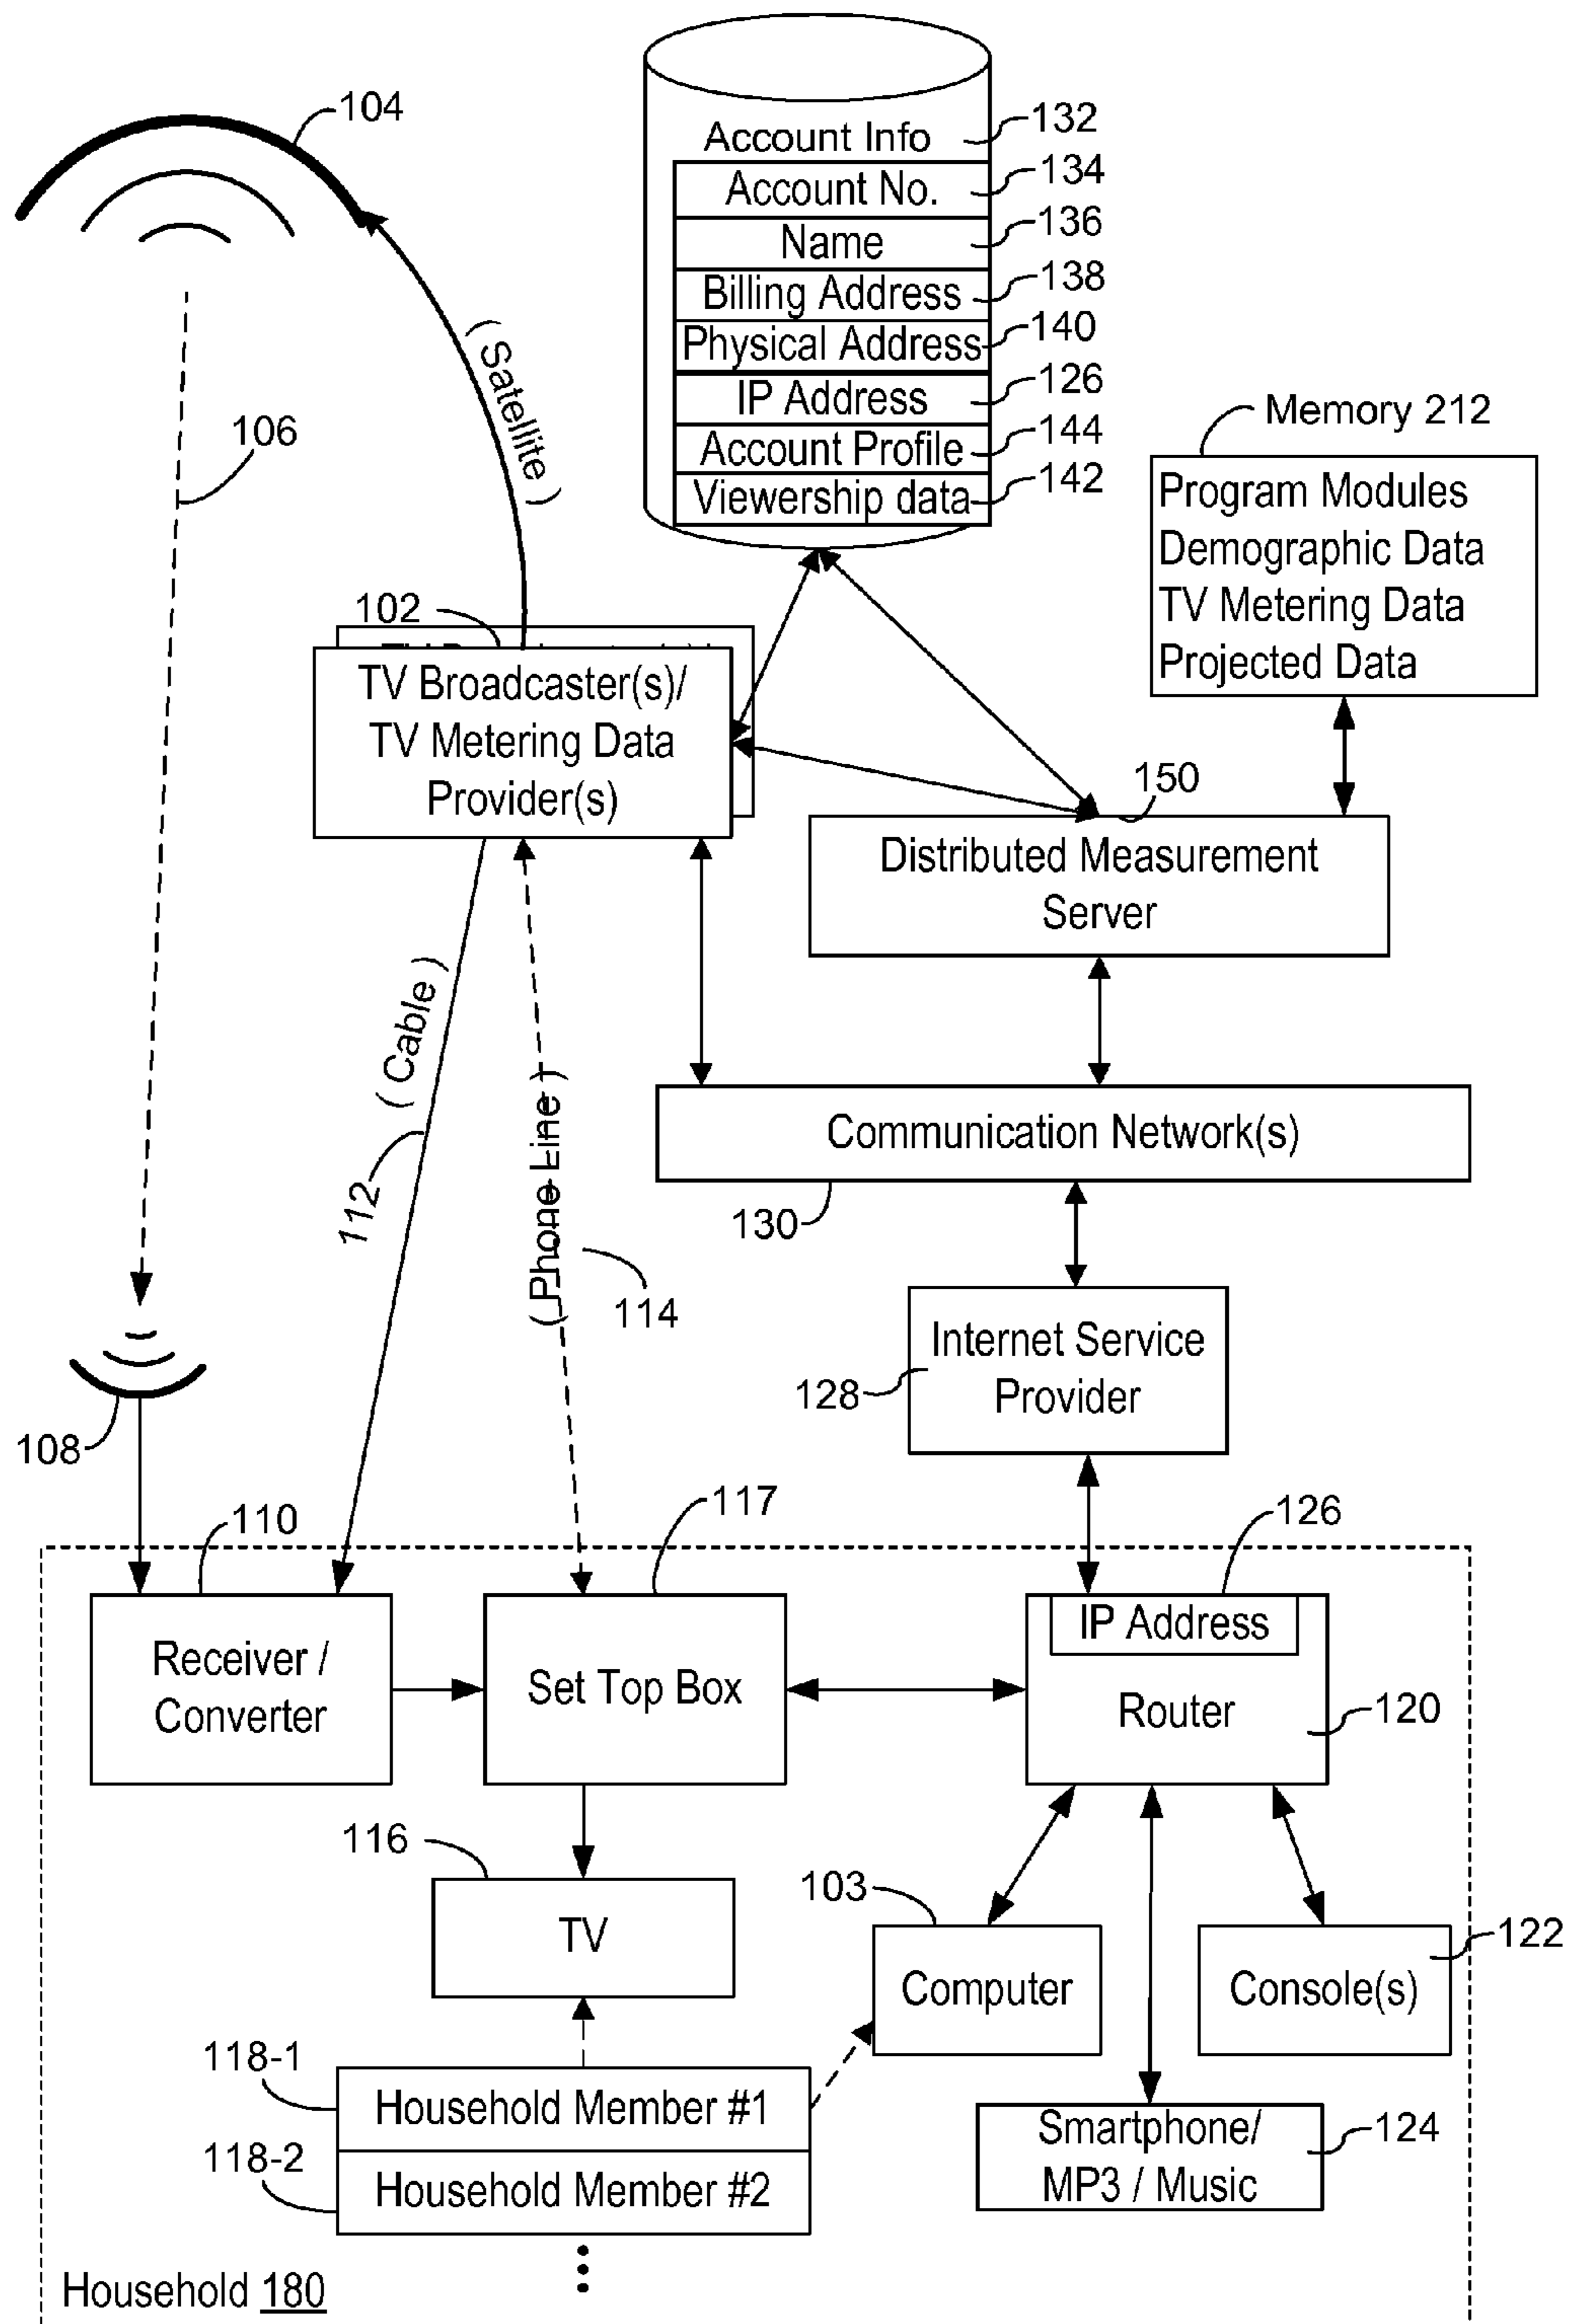 104
Account Info
132
Account No.
134
Name
136
Billing Address
138
Physical Address
140
IP Address
126
Account Profile
144
Viewership data
142
( Satellite )
106
Memory 212
Program Modules
Demographic Data
TV Metering Data
Projected Data
102
TV Broadcaster(s)/
TV Metering Data
Provider(s)
150
Distributed Measurement
Server
( Cable )
112
( Phone Line )
114
Communication Network(s)
130
Internet Service
Provider
128
108
110
117
126
Receiver /
Converter
Set Top Box
IP Address
Router
120
116
TV
103
Computer
Console(s)
122
118-1
Household Member #1
118-2
Household Member #2
Smartphone/
MP3 / Music
124
Household 180